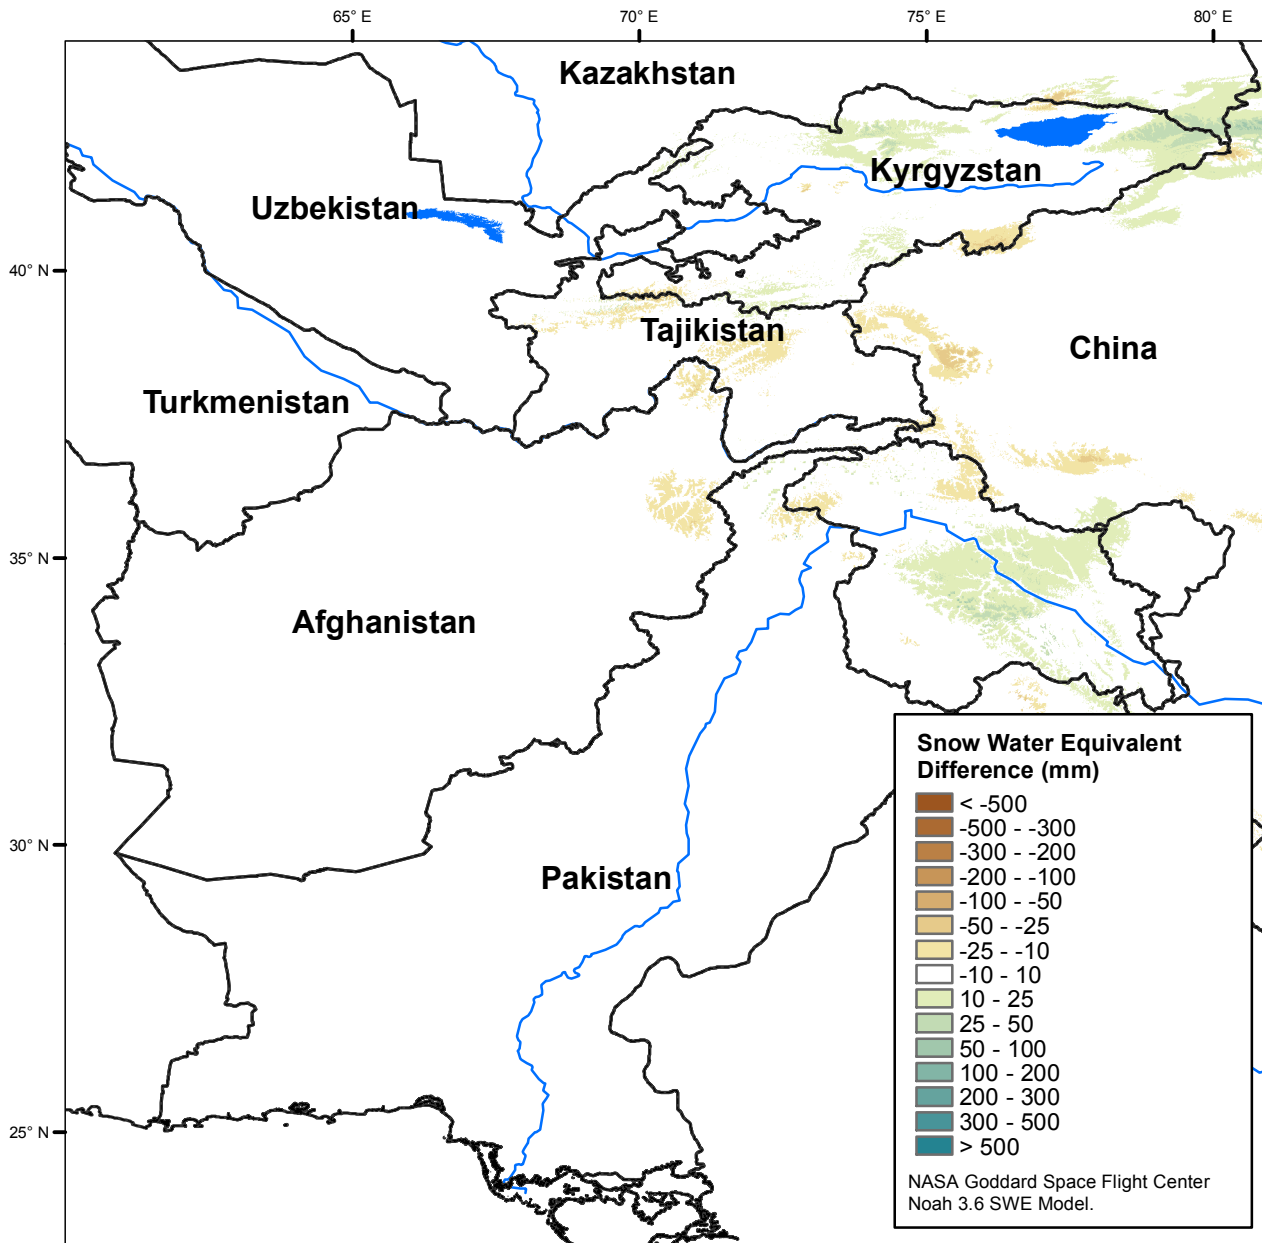 65° E
70° E
75° E
80° E
Kazakhstan
Kyrgyzstan
Uzbekistan
40° N
Tajikistan
China
Turkmenistan
35° N
Afghanistan
30° N
Pakistan
25° N
Snow Water Equivalent
Difference (mm)
< -500
-500 - -300
-300 - -200
-200 - -100
-100 - -50
-50 - -25
-25 - -10
-10 - 10
10 - 25
25 - 50
50 - 100
100 - 200
200 - 300
300 - 500
> 500
NASA Goddard Space Flight Center
Noah 3.6 SWE Model.